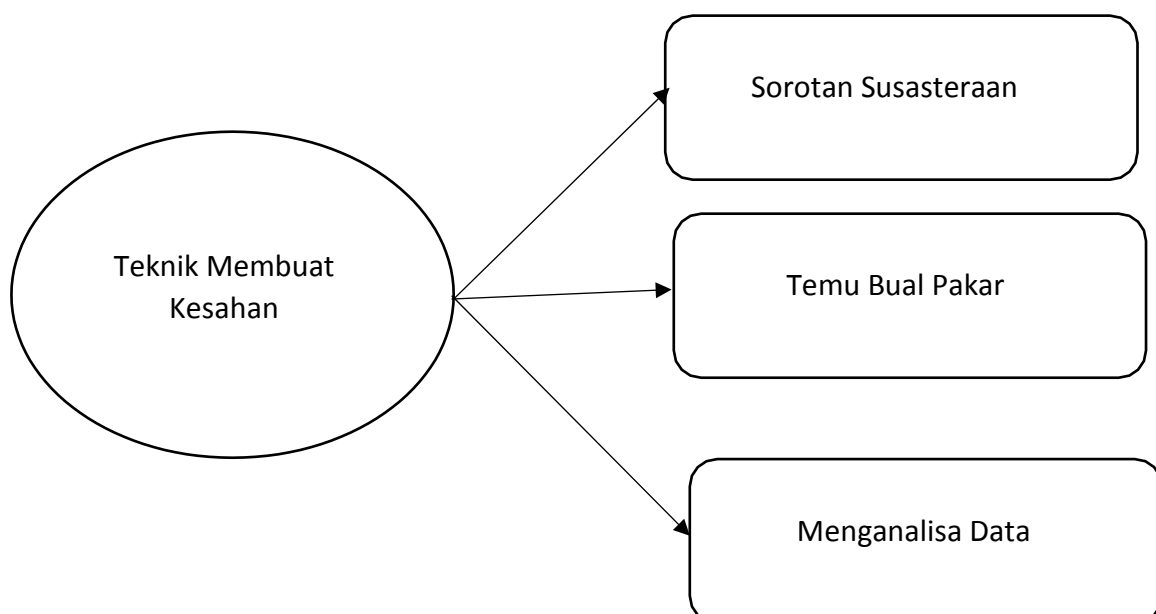 Teknik Membuat
Kesahan
Sorotan Susasteraan
Temu Bual Pakar
Menganalisa Data